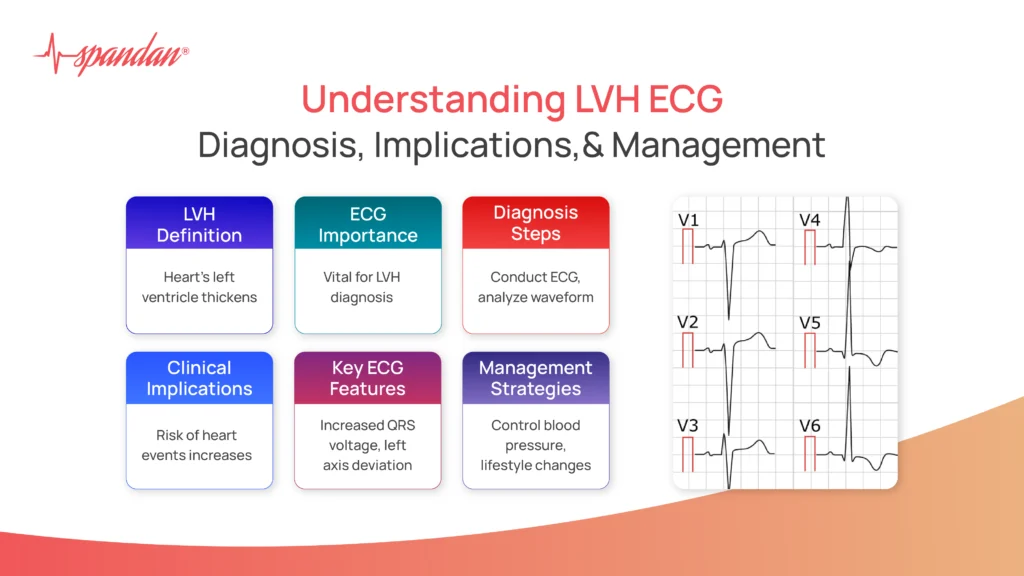 spandan®
Understanding LVH ECG
Diagnosis, Implications,& Management
LVH
Definition
Heart's left
ventricle thickens
ECG
Importance
Vital for LVH
diagnosis
Diagnosis
Steps
Conduct ECG,
analyze waveform
Clinical
Implications
Risk of heart
events increases
Key ECG
Features
Increased QRS
voltage, left
axis deviation
Management
Strategies
Control blood
pressure,
lifestyle changes
V1
V4
V2
V5
V3
V6